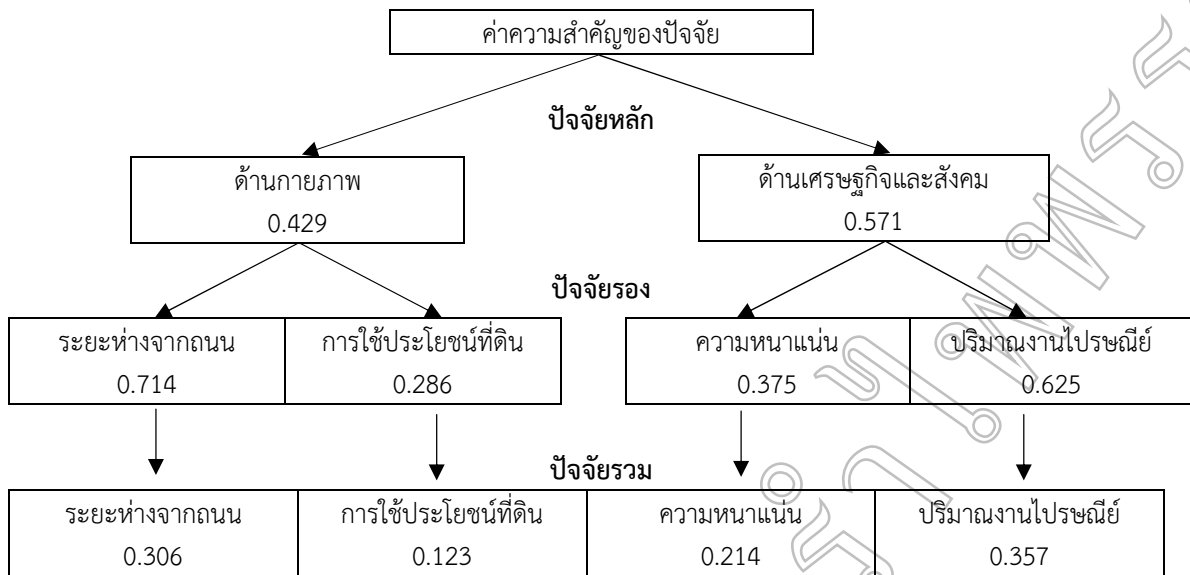 ค่าความสำคัญของปัจจัย
ปัจจัยหลัก
ด้านกายภาพ
0.429
ด้านเศรษฐกิจและสังคม
0.571
ปัจจัยรอง
ระยะห่างจากถนน
0.714
การใช้ประโยชน์ที่ดิน
0.286
ความหนาแน่น
0.375
ปริมาณงานไปรษณีย์
0.625
ปัจจัยรวม
ระยะห่างจากถนน
0.306
การใช้ประโยชน์ที่ดิน
0.123
ความหนาแน่น
0.214
ปริมาณงานไปรษณีย์
0.357